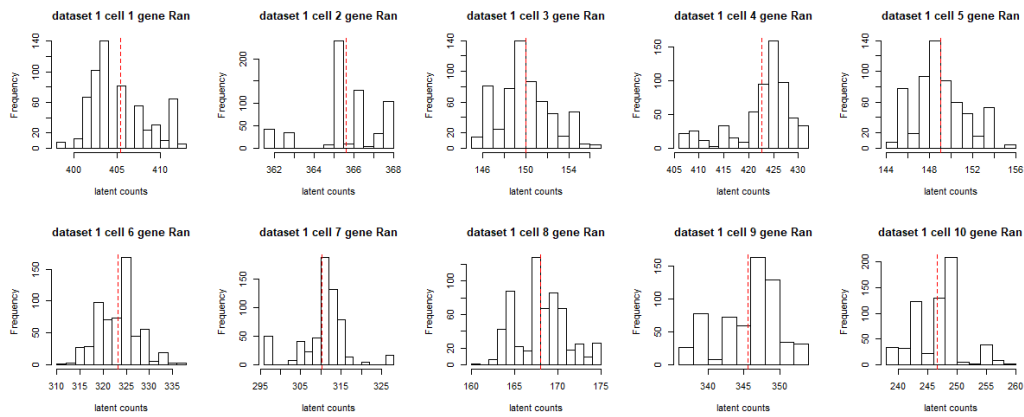 dataset 1 cell 1 gene Ran
Frequency
0 20 60 100 140
400 405 410
latent counts
dataset 1 cell 2 gene Ran
Frequency
0 50 100 200
362 364 366 368
latent counts
dataset 1 cell 3 gene Ran
Frequency
0 20 60 100 140
146 150 154
latent counts
dataset 1 cell 4 gene Ran
Frequency
0 50 100 150
405 415 420 425 430
latent counts
dataset 1 cell 5 gene Ran
Frequency
0 20 60 100 140
144 148 152 156
latent counts
dataset 1 cell 6 gene Ran
Frequency
0 50 100 150
310 315 320 325 330 335
latent counts
dataset 1 cell 7 gene Ran
Frequency
0 50 100 150
295 305 315 325
latent counts
dataset 1 cell 8 gene Ran
Frequency
0 20 40 60 80 120
160 165 170 175
latent counts
dataset 1 cell 9 gene Ran
Frequency
0 50 100 150
340 345 350
latent counts
dataset 1 cell 10 gene Ran
Frequency
0 50 100 150 200
240 245 250 255 260
latent counts